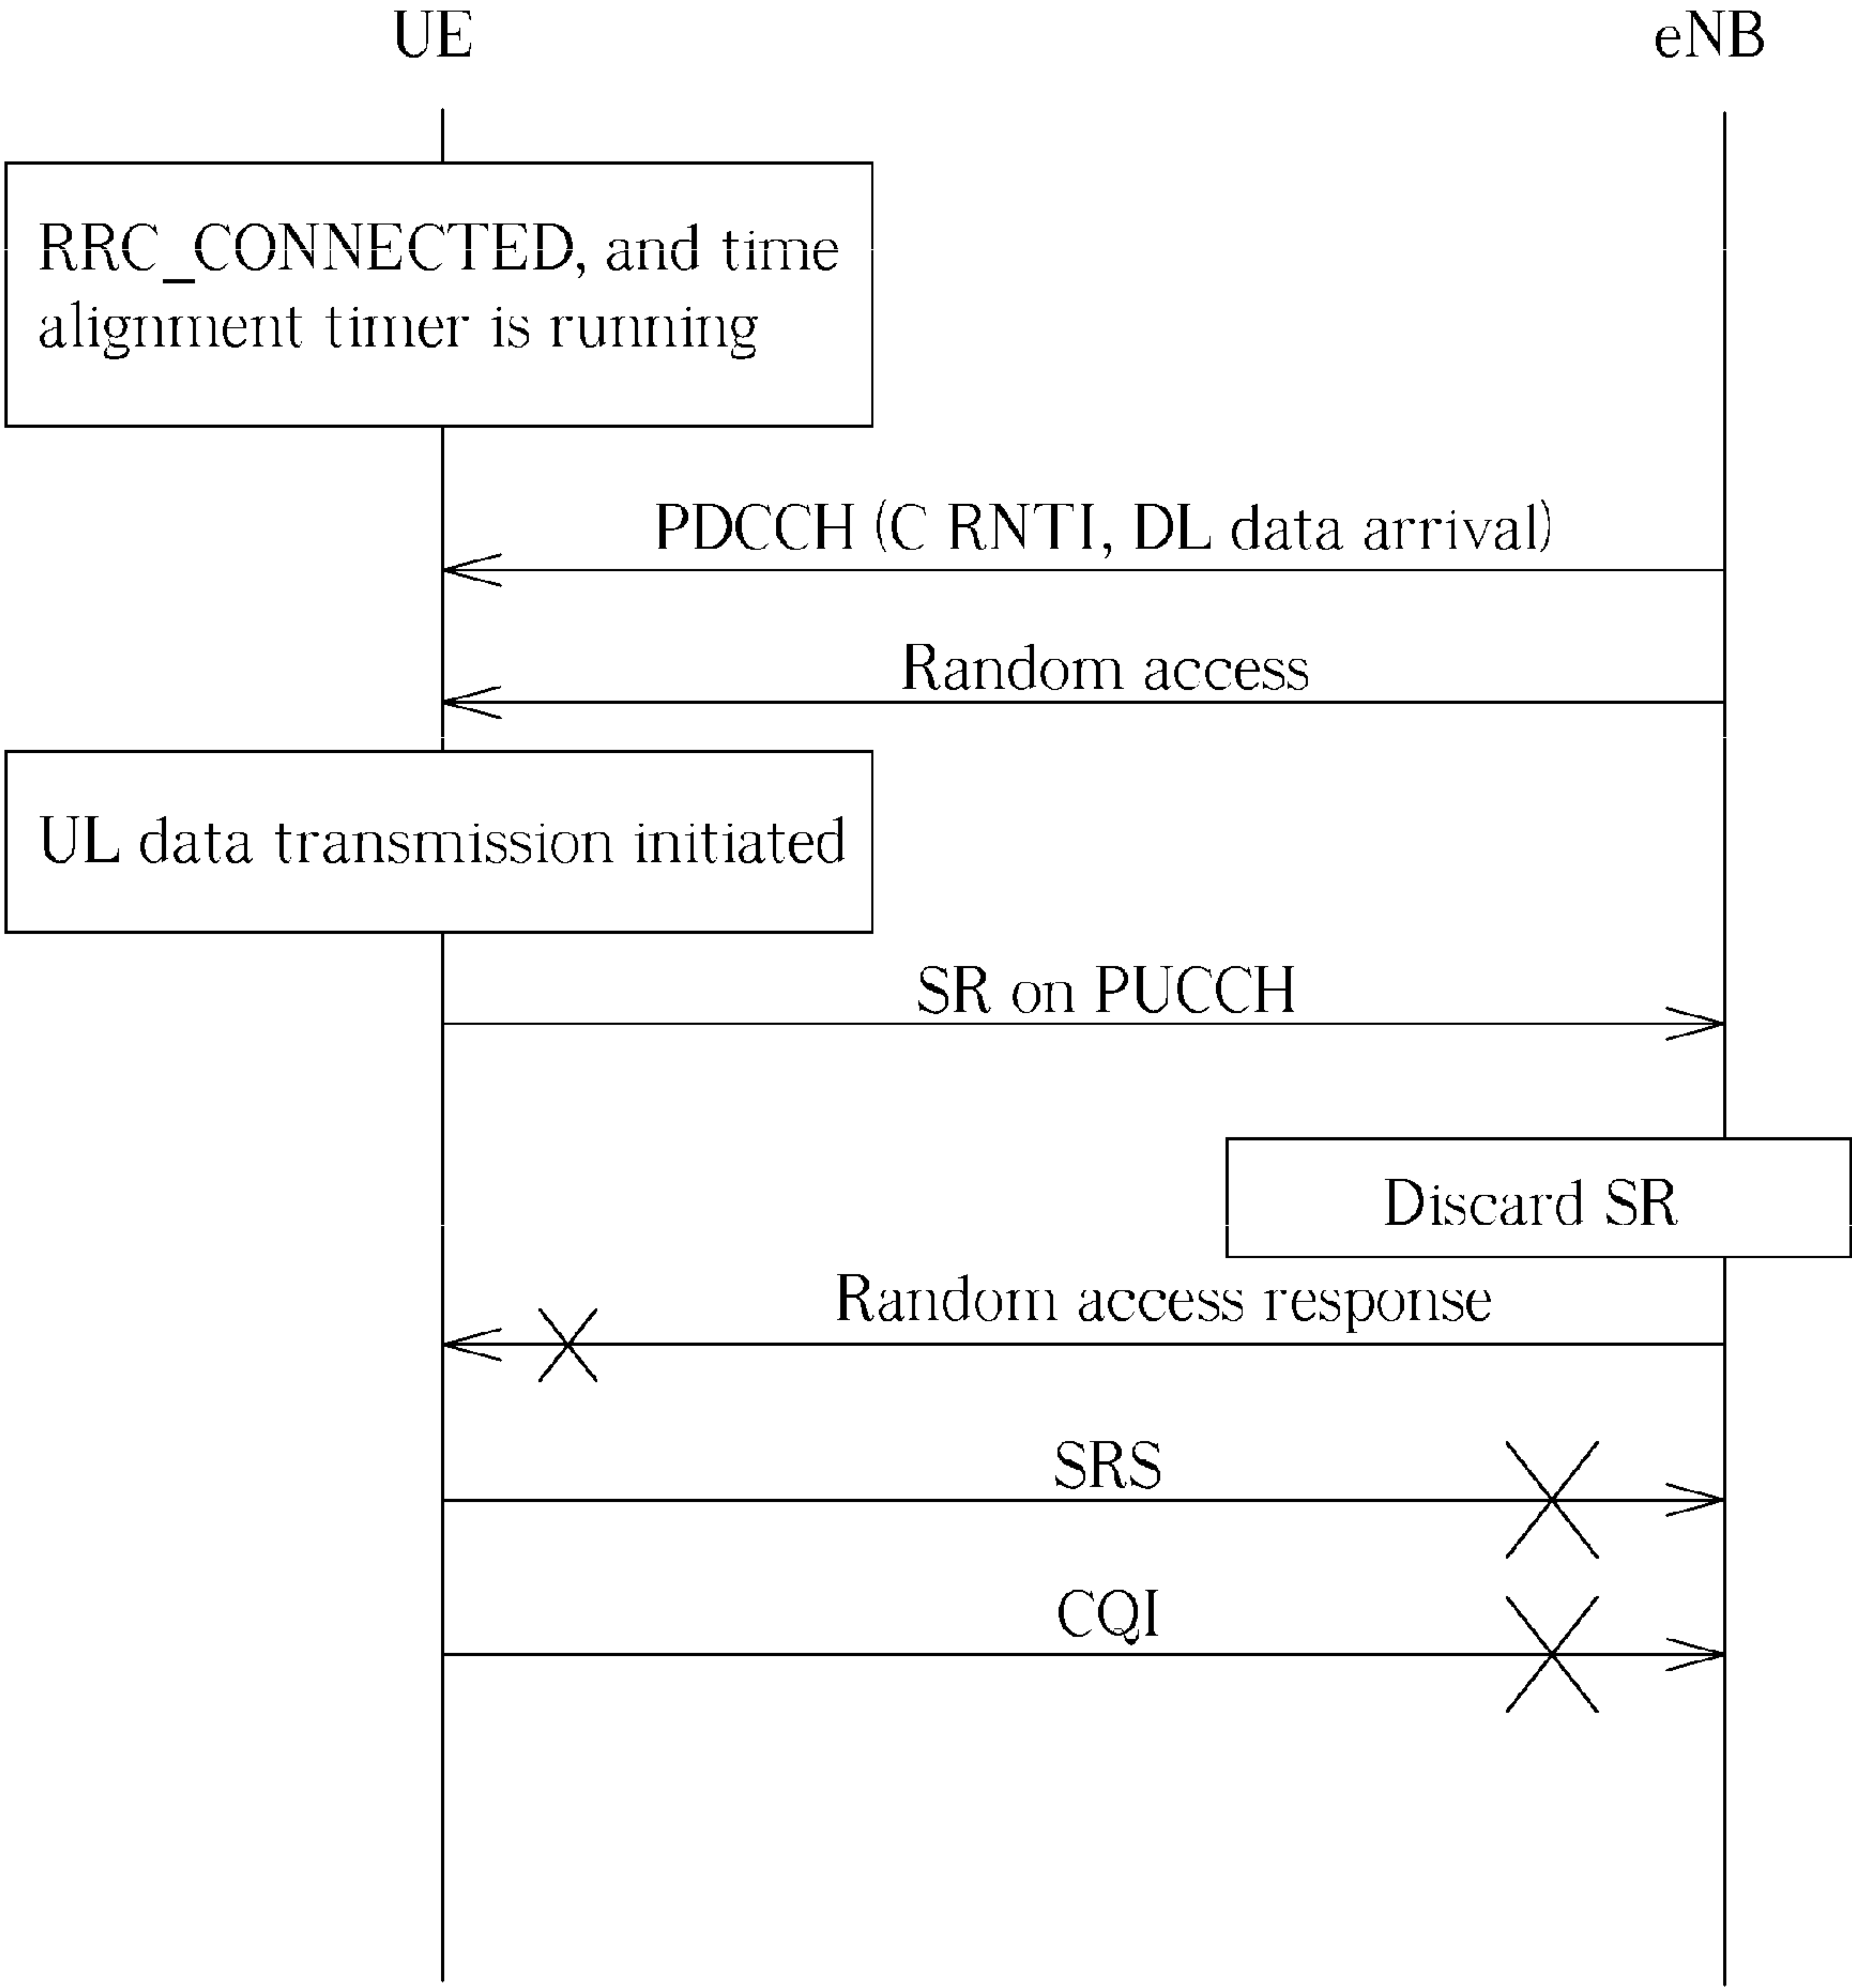 UE
eNB
RRC_CONNECTED, and time
alignment timer is running
PDCCH (C RNTI, DL data arrival)
Random access
UL data transmission initiated
SR on PUCCH
Discard SR
Random access response
SRS
CQI